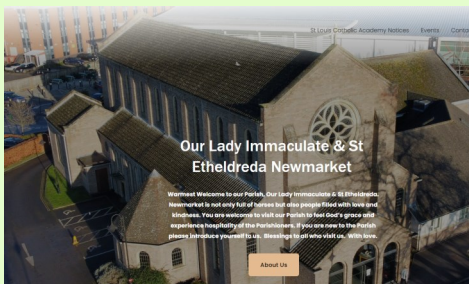 St Louis Catholic Academy Notices Events
Our Lady Immaculate & St
Etheldreda Newmarket
Warmest Welcome to our Parish, Our Lady Immaculate & St Etheldreda.
Newmarket is not only full of horses but also people filled with love and
kindness. You are welcome to visit our Parish to feel God's grace and
experience hospitality of the Parishioners. If you are new to the Parish
please introduce yourself to us. Blessings to all who visit us. With love.
About Us